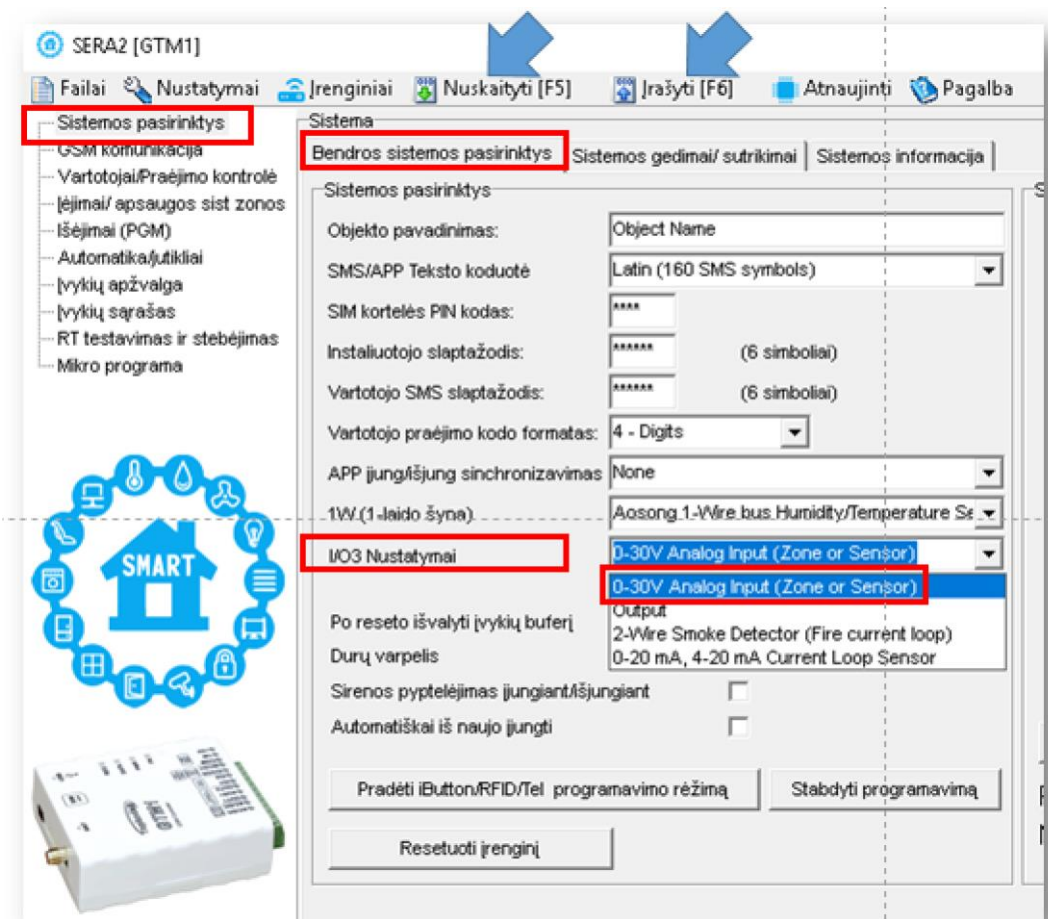 SERA2 [GTM1]
Failai Nustatymai Įrenginiai Nuskaityti [F5] Įrašyti [F6] Atnaujinti Pagalba
Sistemos pasirinktys
GSM komunikacija
Vartotojai/Praėjimo kontrolė
Įėjimai/ apsaugos sist zonos
Išėjimai (PGM)
Automatika/jutikliai
Įvykių apžvalga
Įvykių sąrašas
RT testavimas ir stebėjimas
Mikro programa
SMART
Sistema
Bendros sistemos pasirinktys Sistemos gedimai/ sutrikimai Sistemos informacija
Sistemos pasirinktys
Objekto pavadinimas: Object Name
SMS/APP Teksto koduotė Latin (160 SMS symbols)
SIM kortelės PIN kodas: ****
Instaliuotojo slaptažodis: ****** (6 simboliai)
Vartotojo SMS slaptažodis: ****** (6 simboliai)
Vartotojo praėjimo kodo formatas: 4 - Digits
APP įjung/išjung sinchronizavimas None
1W (1-laido šyna) Aosong 1-Wire bus Humidity/Temperature Se
I/O3 Nustatymai 0-30V Analog Input (Zone or Sensor)
0-30V Analog Input (Zone or Sensor)
Output
2-Wire Smoke Detector (Fire current loop)
0-20 mA, 4-20 mA Current Loop Sensor
Po reseto išvalyti įvykių buferį
Durų varpelis
Sirenos pyptelėjimas įjungiant/išjungiant
Automatiškai iš naujo įjungti
Pradėti iButton/RFID/Tel programavimo rėžimą Stabdyti programavimą
Resetuoti įrenginį